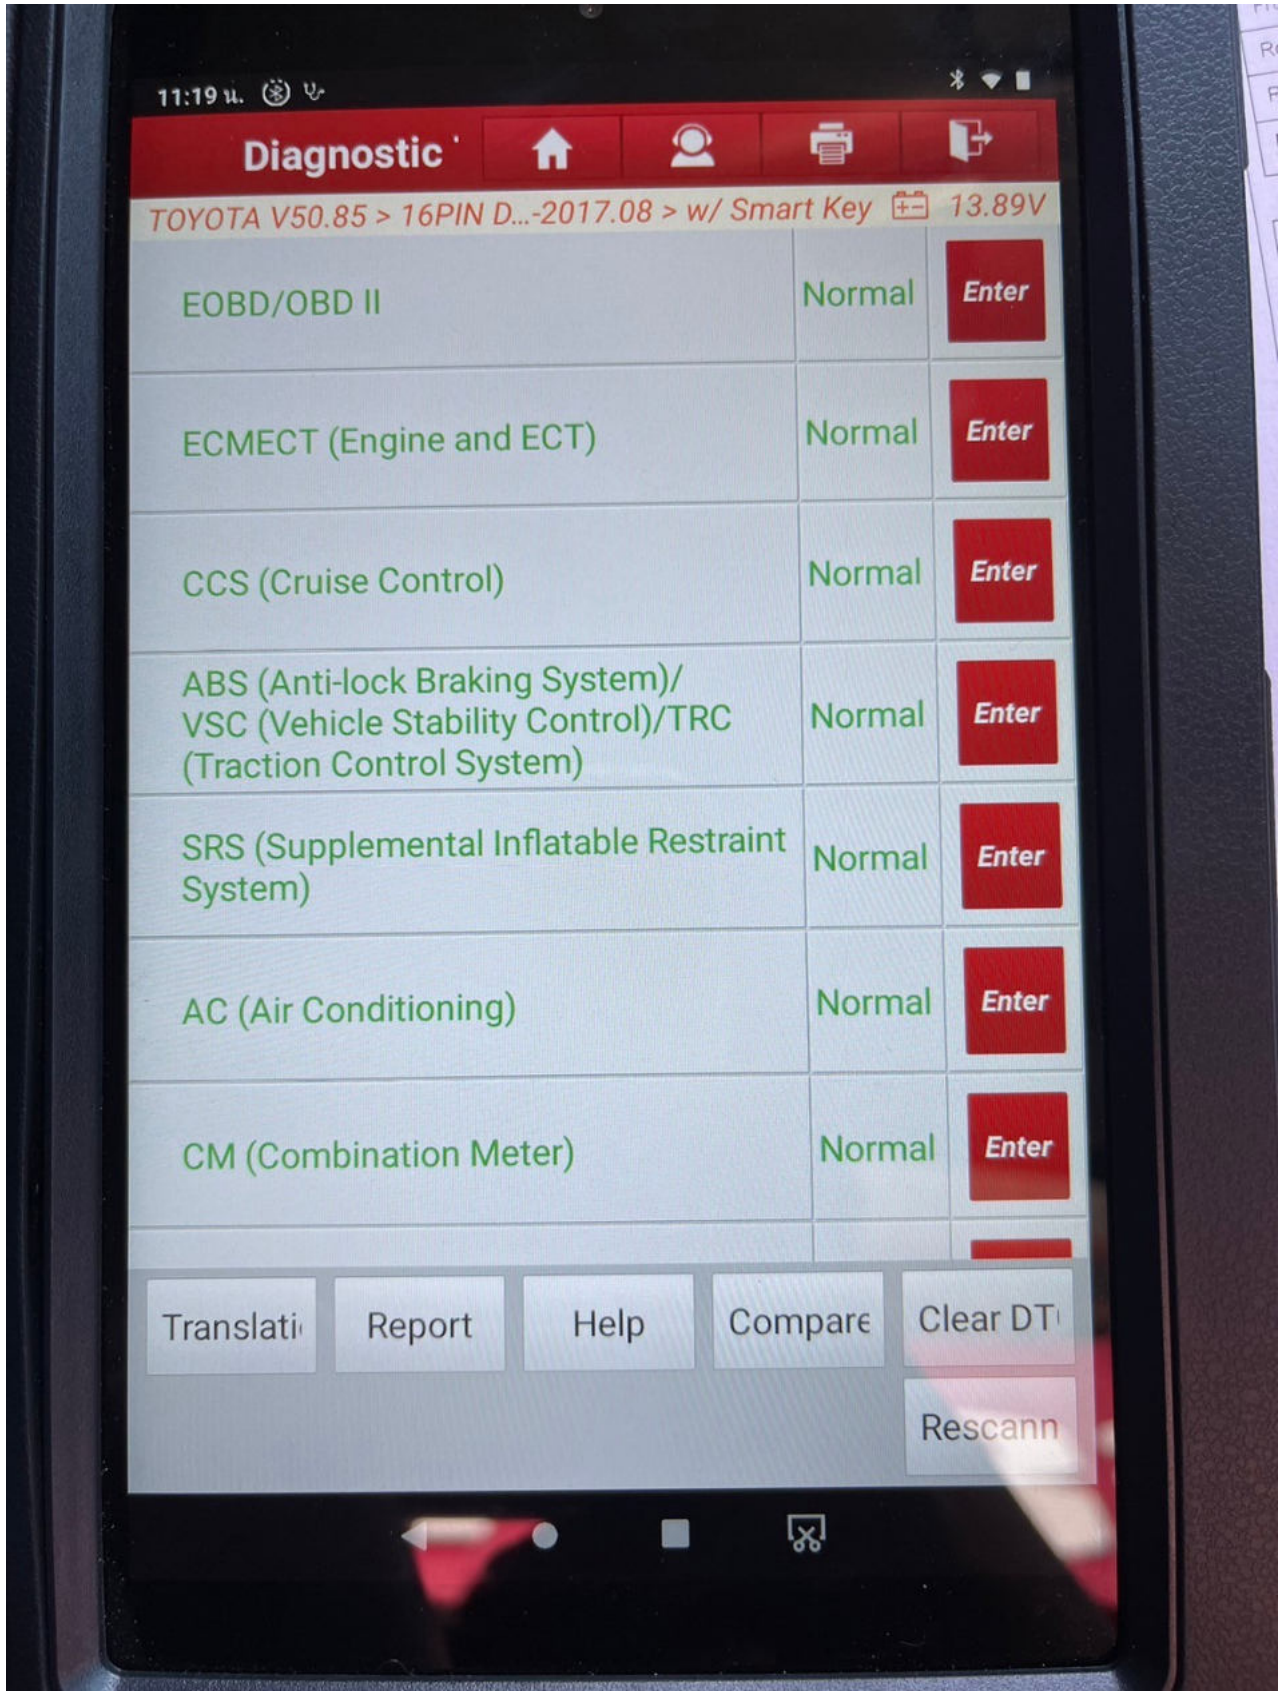 11:19 น.
Diagnostic
TOYOTA V50.85 > 16PIN D...-2017.08 > w/ Smart Key 13.89V
EOBD/OBD II Normal Enter
ECMECT (Engine and ECT) Normal Enter
CCS (Cruise Control) Normal Enter
ABS (Anti-lock Braking System)/
VSC (Vehicle Stability Control)/TRC
(Traction Control System) Normal Enter
SRS (Supplemental Inflatable Restraint
System) Normal Enter
AC (Air Conditioning) Normal Enter
CM (Combination Meter) Normal Enter
Translati Report Help Compare Clear DT
Rescann